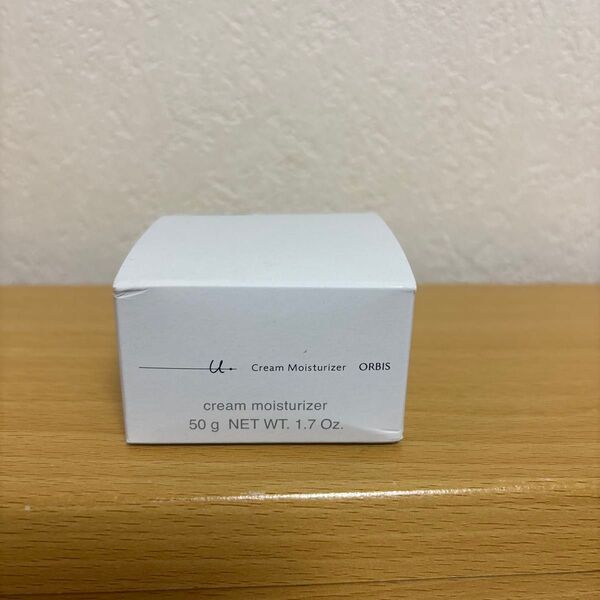 u. Cream Moisturizer ORBIS
cream moisturizer
50 g NET WT. 1.7 Oz.